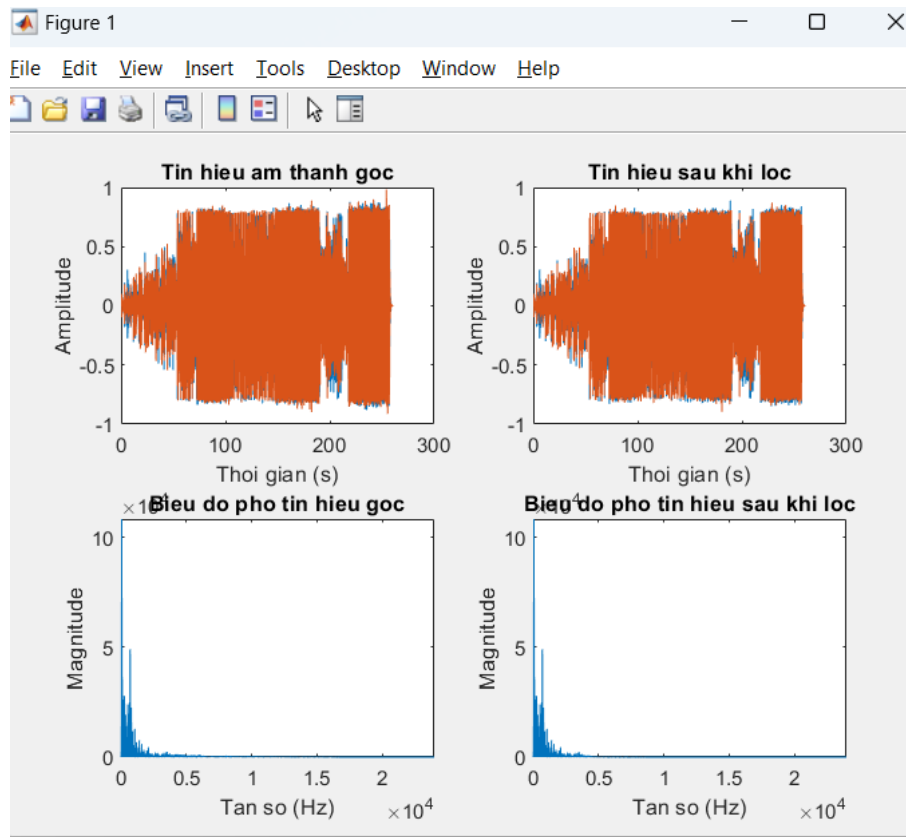 Figure 1
File Edit View Insert Tools Desktop Window Help
Tin hieu am thanh goc
1
0.5
0
-0.5
-1
Amplitude
0 100 200 300
Thoi gian (s)
Tin hieu sau khi loc
1
0.5
0
-0.5
-1
Amplitude
0 100 200 300
Thoi gian (s)
×10^4
Bieu do pho tin hieu goc
10
5
0
Magnitude
0 0.5 1 1.5 2
Tan so (Hz)
×10^4
×10^4
Bieu do pho tin hieu sau khi loc
10
5
0
Magnitude
0 0.5 1 1.5 2
Tan so (Hz)
×10^4